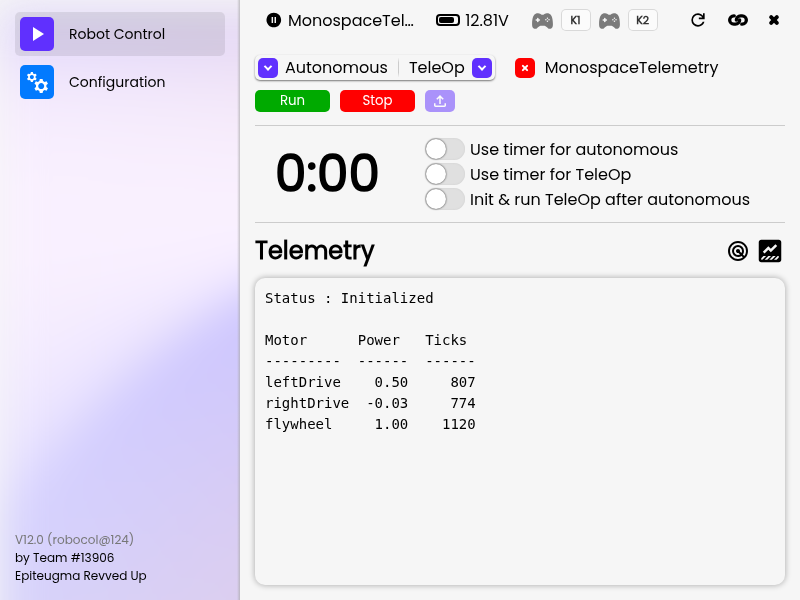 Robot Control
Configuration
V12.0 (robocol@124)
by Team #13906
Epiteugma Revved Up
MonospaceTel... 12.81V K1 K2
Autonomous TeleOp MonospaceTelemetry
Run Stop
0:00
Use timer for autonomous
Use timer for TeleOp
Init & run TeleOp after autonomous
Telemetry
Status : Initialized
Motor      Power   Ticks
---------  ------  ------
leftDrive    0.50     807
rightDrive  -0.03     774
flywheel     1.00    1120